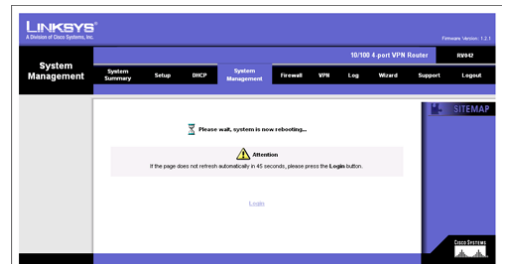 LINKSYS®
A Division of Cisco Systems, Inc.
Firmware Version: 1.2.1
10/100 4-port VPN Router
RV042
System Management
System Summary
Setup
DHCP
System Management
Firewall
VPN
Log
Wizard
Support
Logout
SITEMAP
Please wait, system is now rebooting...
Attention
If the page does not refresh automatically in 45 seconds, please press the Login button.
Login
CISCO SYSTEMS